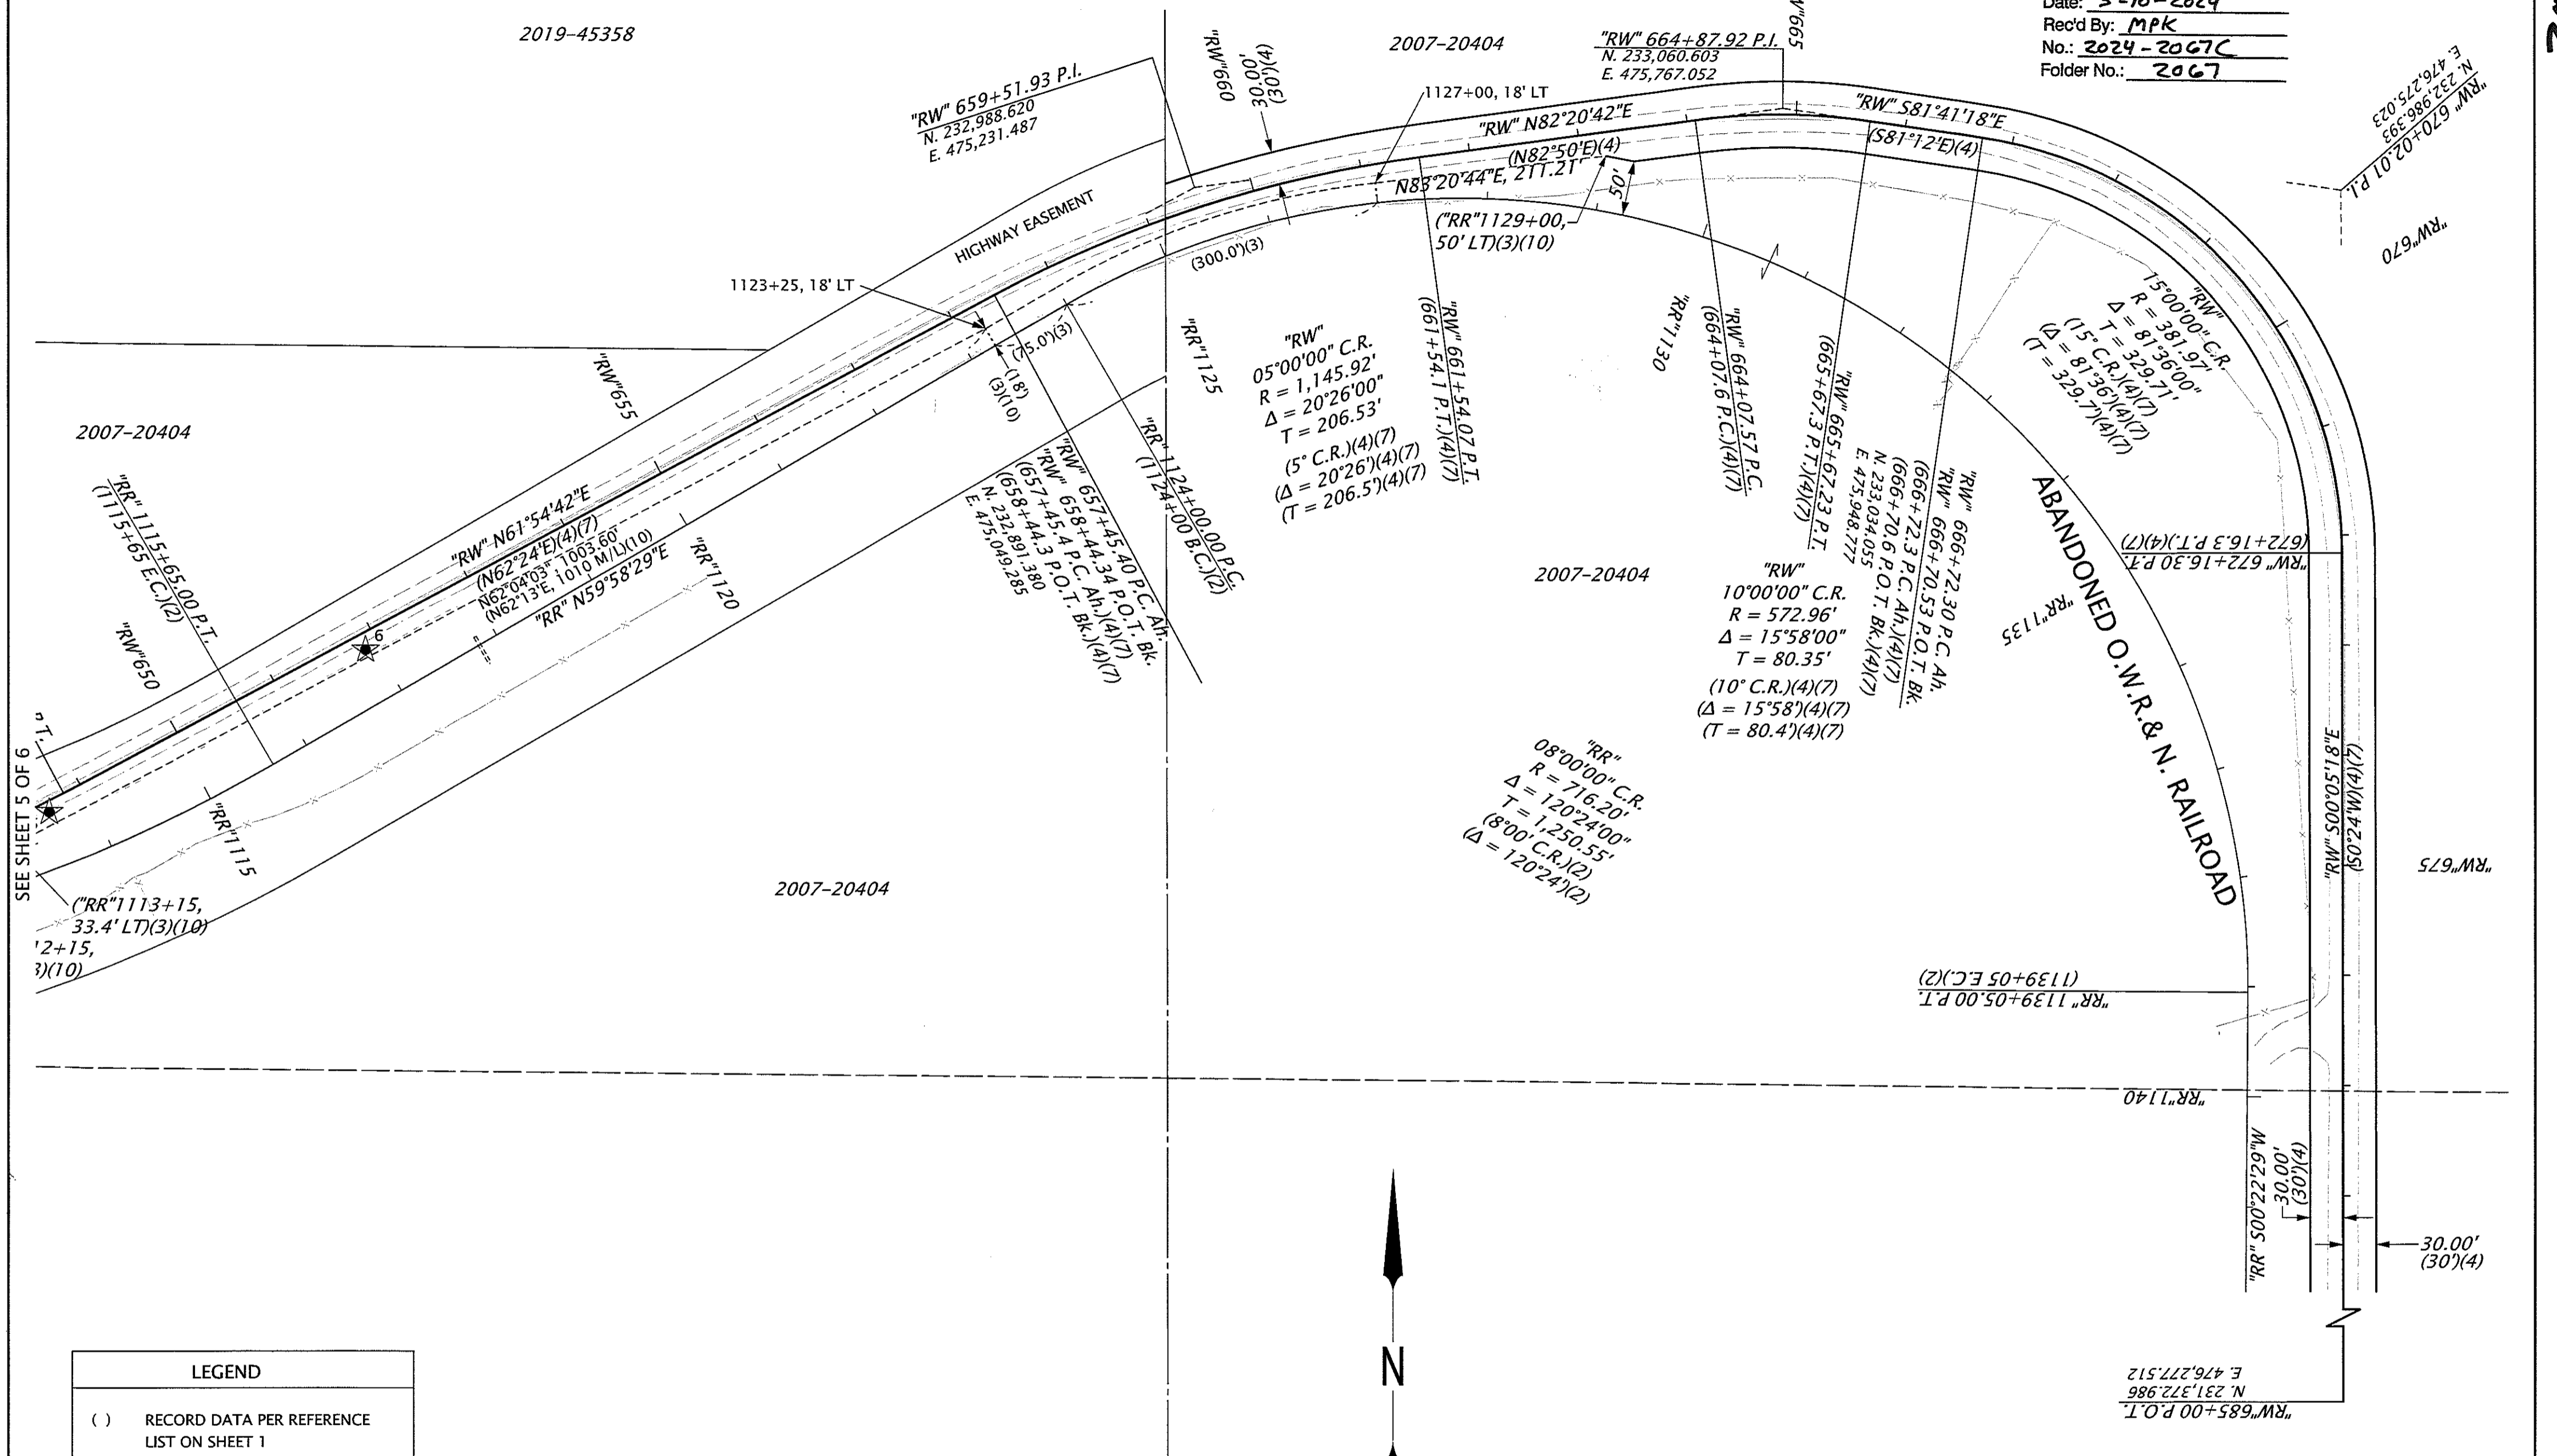 2019-45358
"RW" 659+51.93 P.I.
N. 232,988.620
E. 475,231.487
"RW"660
30.00'
(30')(4)
2007-20404
1127+00, 18' LT
"RW" 664+87.92 P.I.
N. 233,060.603
E. 475,767.052
"RW" N82°20'42"E
(N82°50'E)(4)
N83°20'44"E, 211.21'
"RW" S81°41'18"E
(S81°12'E)(4)
Rec'd By: MPK
No.: 2024-2067C
Folder No.: 2067
"RW" 670+02.01 P.I.
N. 232,986.393
E. 476,275.023
"RW"670
HIGHWAY EASEMENT
1123+25, 18' LT
(75.0')(3)
(18')
(3)(10)
(300.0')(3)
("RR"1129+00,
50' LT)(3)(10)
50'
2007-20404
"RW"655
"RR"1125
"RW"
05°00'00" C.R.
R = 1,145.92'
Δ = 20°26'00"
T = 206.53'
(5° C.R.)(4)(7)
(Δ = 20°26')(4)(7)
(T = 206.5')(4)(7)
"RW" 661+54.07 P.T.
(661+54.1 P.T.)(4)(7)
"RR"1130
"RW" 664+07.57 P.C.
(664+07.6 P.C.)(4)(7)
"RW" 665+67.23 P.T.
(665+67.3 P.T.)(4)(7)
"RW" 666+72.30 P.C. Ah.
"RW" 666+70.53 P.O.T. Bk.
(666+72.3 P.C. Ah.)(4)(7)
(666+70.6 P.O.T. Bk.)(4)(7)
N. 233,034.055
E. 475,948.777
"RW"
15°00'00" C.R.
R = 381.97'
Δ = 81°36'00"
T = 329.71'
(15° C.R.)(4)(7)
(Δ = 81°36')(4)(7)
(T = 329.7')(4)(7)
"RR" 1115+65.00 P.T.
(1115+65 E.C.)(2)
"RW" N61°54'42"E
(N62°24'E)(4)(7)
N62°04'03", 1003.60'
(N62°13'E, 1010 M/L)(10)
"RR" N59°58'29"E
"RR"1120
"RR" 1124+00.00 P.C.
(1124+00 B.C.)(2)
"RW" 657+45.40 P.C. Ah.
"RW" 658+44.34 P.O.T. Bk.
(657+45.4 P.C. Ah.)(4)(7)
(658+44.3 P.O.T. Bk.)(4)(7)
N. 232,891.380
E. 475,049.285
"RW"650
6
2007-20404
"RW"
10°00'00" C.R.
R = 572.96'
Δ = 15°58'00"
T = 80.35'
(10° C.R.)(4)(7)
(Δ = 15°58')(4)(7)
(T = 80.4')(4)(7)
ABANDONED O.W.R.& N. RAILROAD
"RW" 672+16.30 P.T.
(672+16.3 P.T.)(4)(7)
"RR"1135
"RR"
08°00'00" C.R.
R = 716.20'
Δ = 120°24'00"
T = 1,250.55'
(8°00' C.R.)(2)
(Δ = 120°24')(2)
"RW" S00°05'18"E
(S0°24'W)(4)(7)
"RW"675
SEE SHEET 5 OF 6
"RR"1115
("RR"1113+15,
33.4' LT)(3)(10)
12+15,
3)(10)
2007-20404
"RR" 1139+05.00 P.T.
(1139+05 E.C.)(2)
"RR"1140
"RR" S00°22'29"W
30.00'
(30')(4)
30.00'
(30')(4)
"RW"685+00 P.O.T.
N. 231,372.986
E. 476,277.512
N
LEGEND
( ) RECORD DATA PER REFERENCE
LIST ON SHEET 1